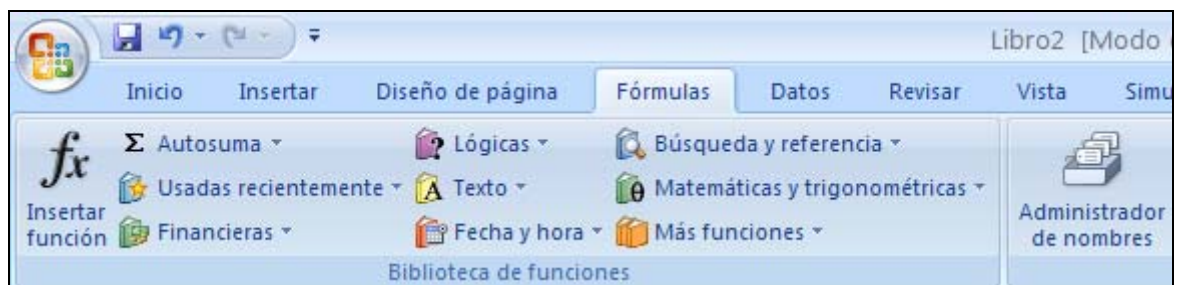 Libro2 [Modo
Inicio Insertar Diseño de página Fórmulas Datos Revisar Vista Simu
fx Σ Autosuma Lógicas Búsqueda y referencia
Usadas recientemente Texto Matemáticas y trigonométricas
Insertar función Financieras Fecha y hora Más funciones
Administrador de nombres
Biblioteca de funciones